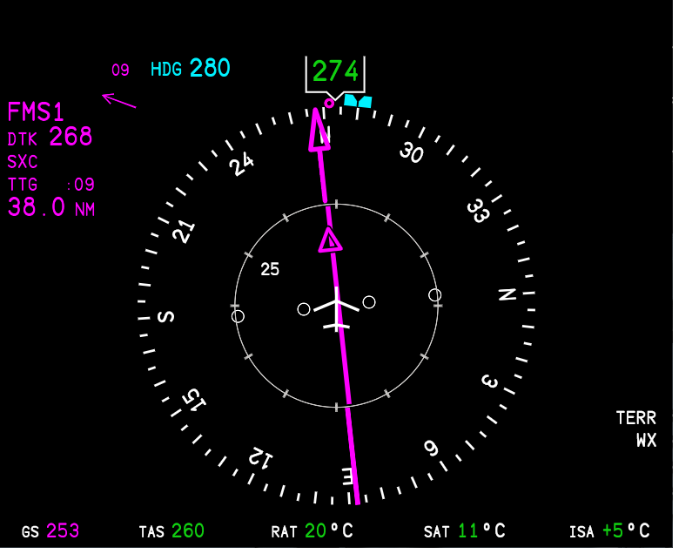 09
HDG 280
274
FMS1
DTK 268
SXC
TTG :09
38.0 NM
24
30
21
33
25
S
N
15
3
12
6
E
TERR
WX
GS 253
TAS 260
RAT 20°C
SAT 11°C
ISA +5°C